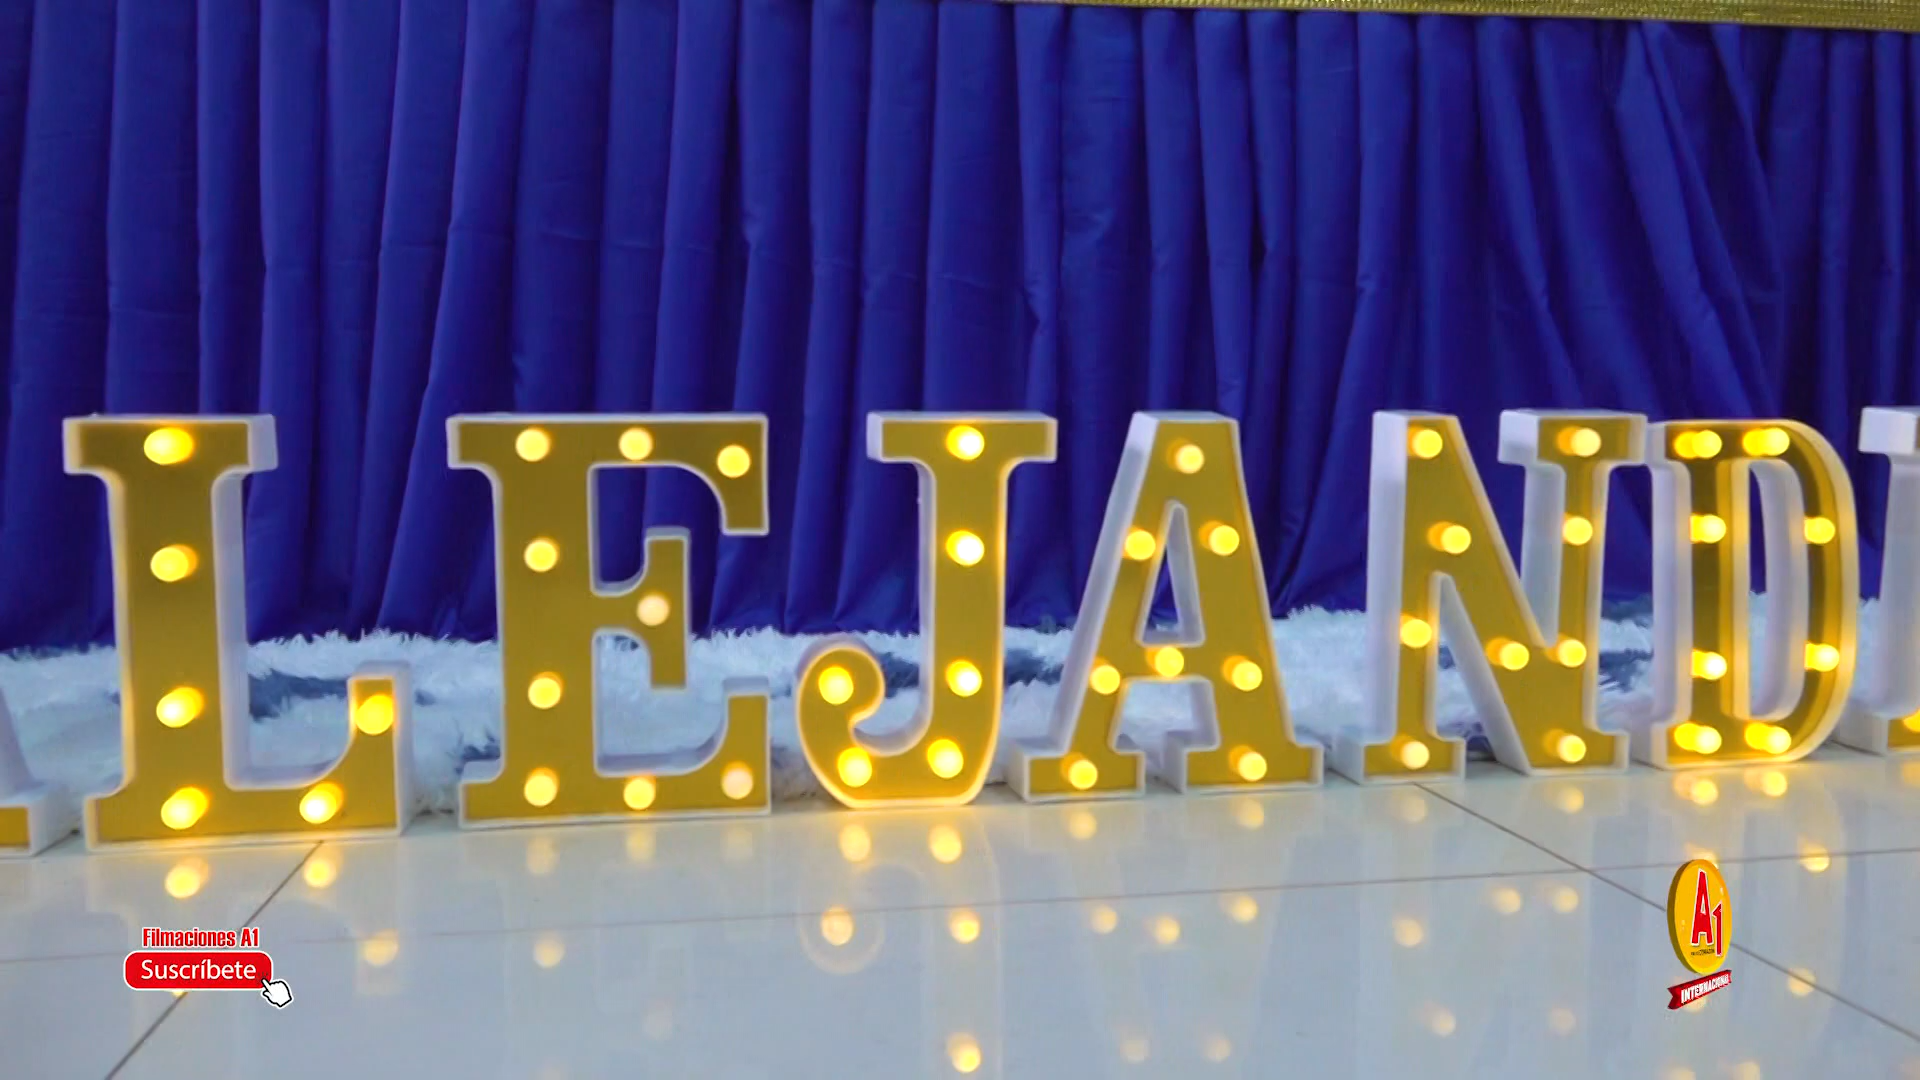 LEJAND
Filmaciones A1
Suscríbete
A1
INTERNACIONAL